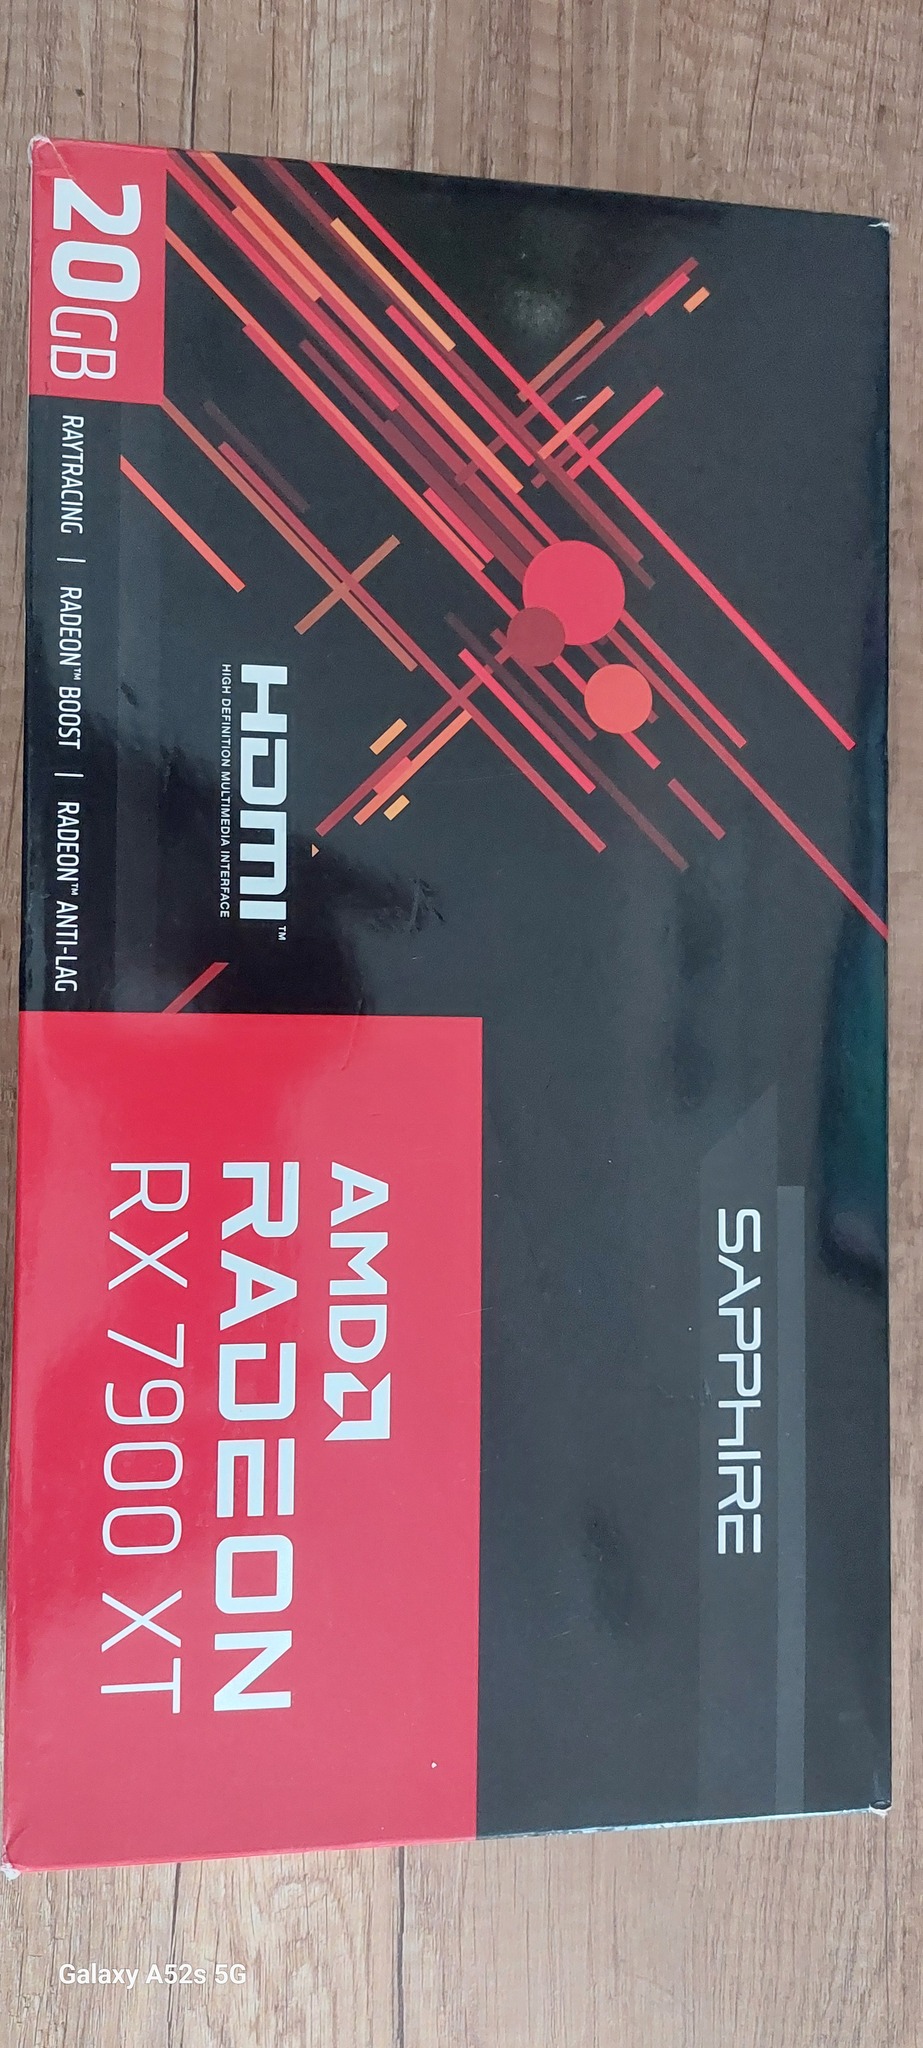 SAPPHIRE
HDMI™
HIGH DEFINITION MULTIMEDIA INTERFACE
AMD
RADEON
RX 7900 XT
20GB
RAYTRACING | RADEON™ BOOST | RADEON™ ANTI-LAG
Galaxy A52s 5G